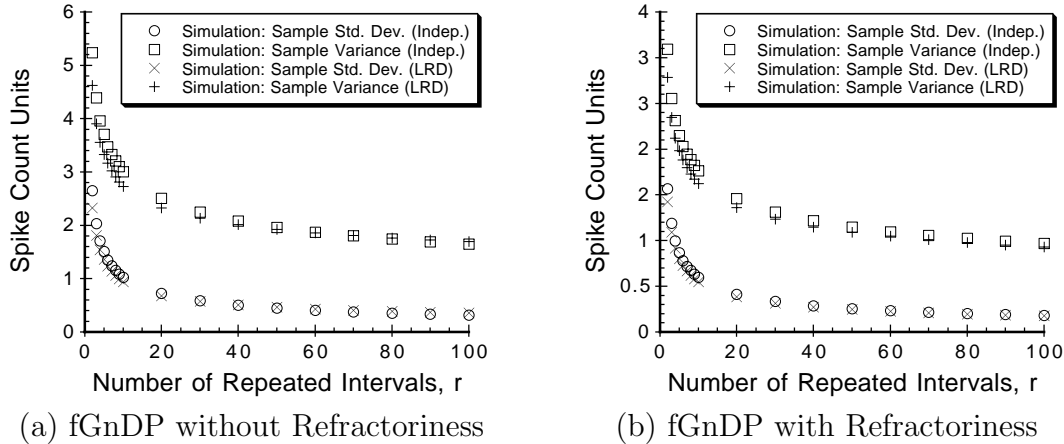 6
5
4
3
2
1
0
Spike Count Units
Simulation: Sample Std. Dev. (Indep.)
Simulation: Sample Variance (Indep.)
Simulation: Sample Std. Dev. (LRD)
Simulation: Sample Variance (LRD)
0 20 40 60 80 100
Number of Repeated Intervals, r
(a) fGnDP without Refractoriness
4
3
3
2
2
1
0.5
0
Spike Count Units
Simulation: Sample Std. Dev. (Indep.)
Simulation: Sample Variance (Indep.)
Simulation: Sample Std. Dev. (LRD)
Simulation: Sample Variance (LRD)
0 20 40 60 80 100
Number of Repeated Intervals, r
(b) fGnDP with Refractoriness